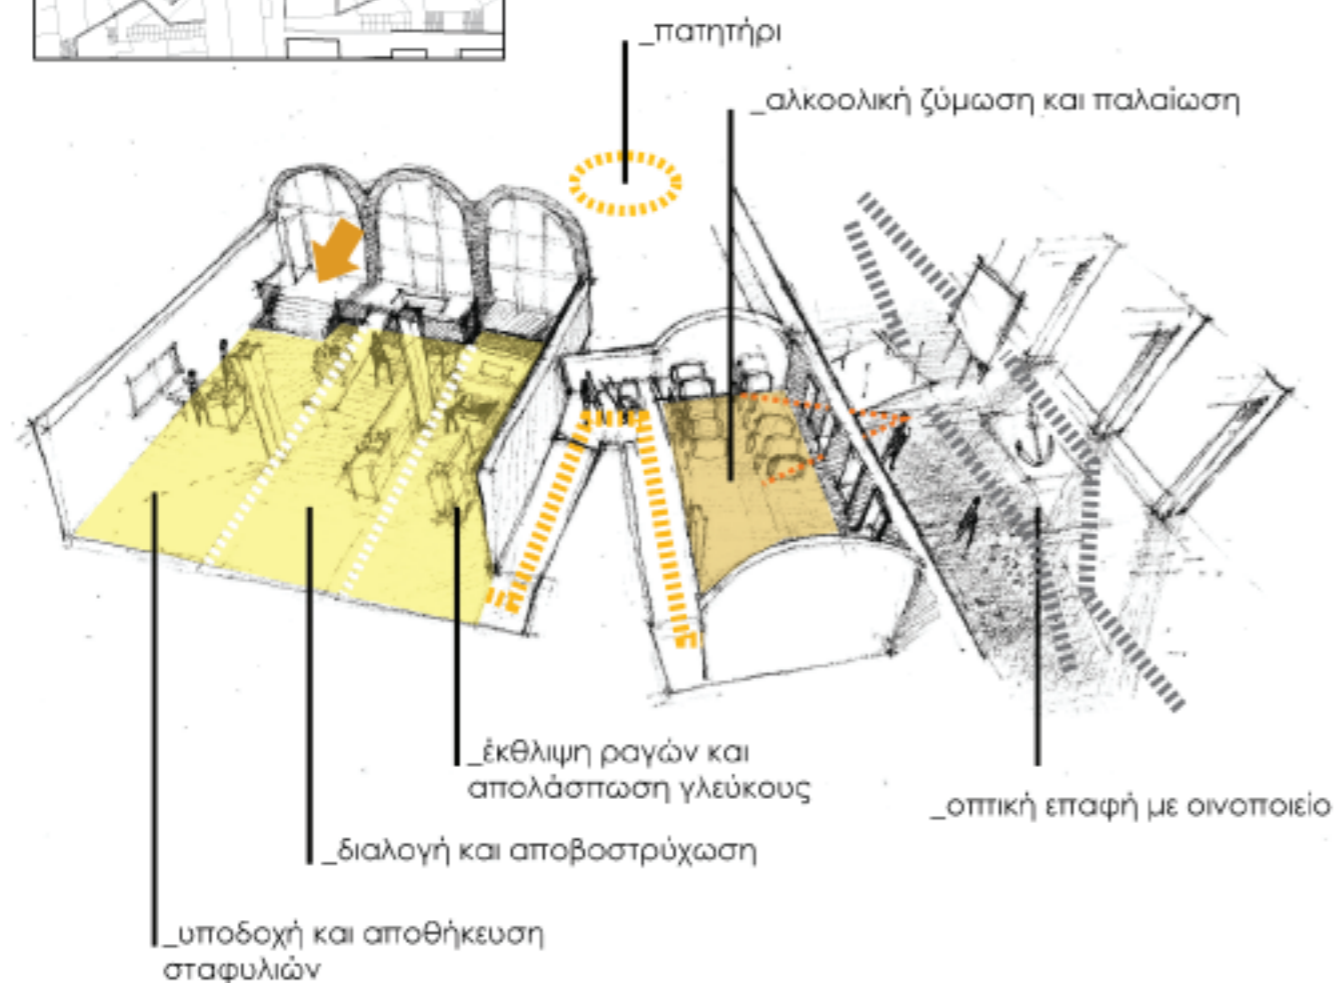 _πατητήρι
_αλκοολική ζύμωση και παλαίωση
_έκθλιψη ραγών και
απολάσπωση γλεύκους
_οπτική επαφή με οινοποιείο
_διαλογή και αποβοστρύχωση
_υποδοχή και αποθήκευση
σταφυλιών